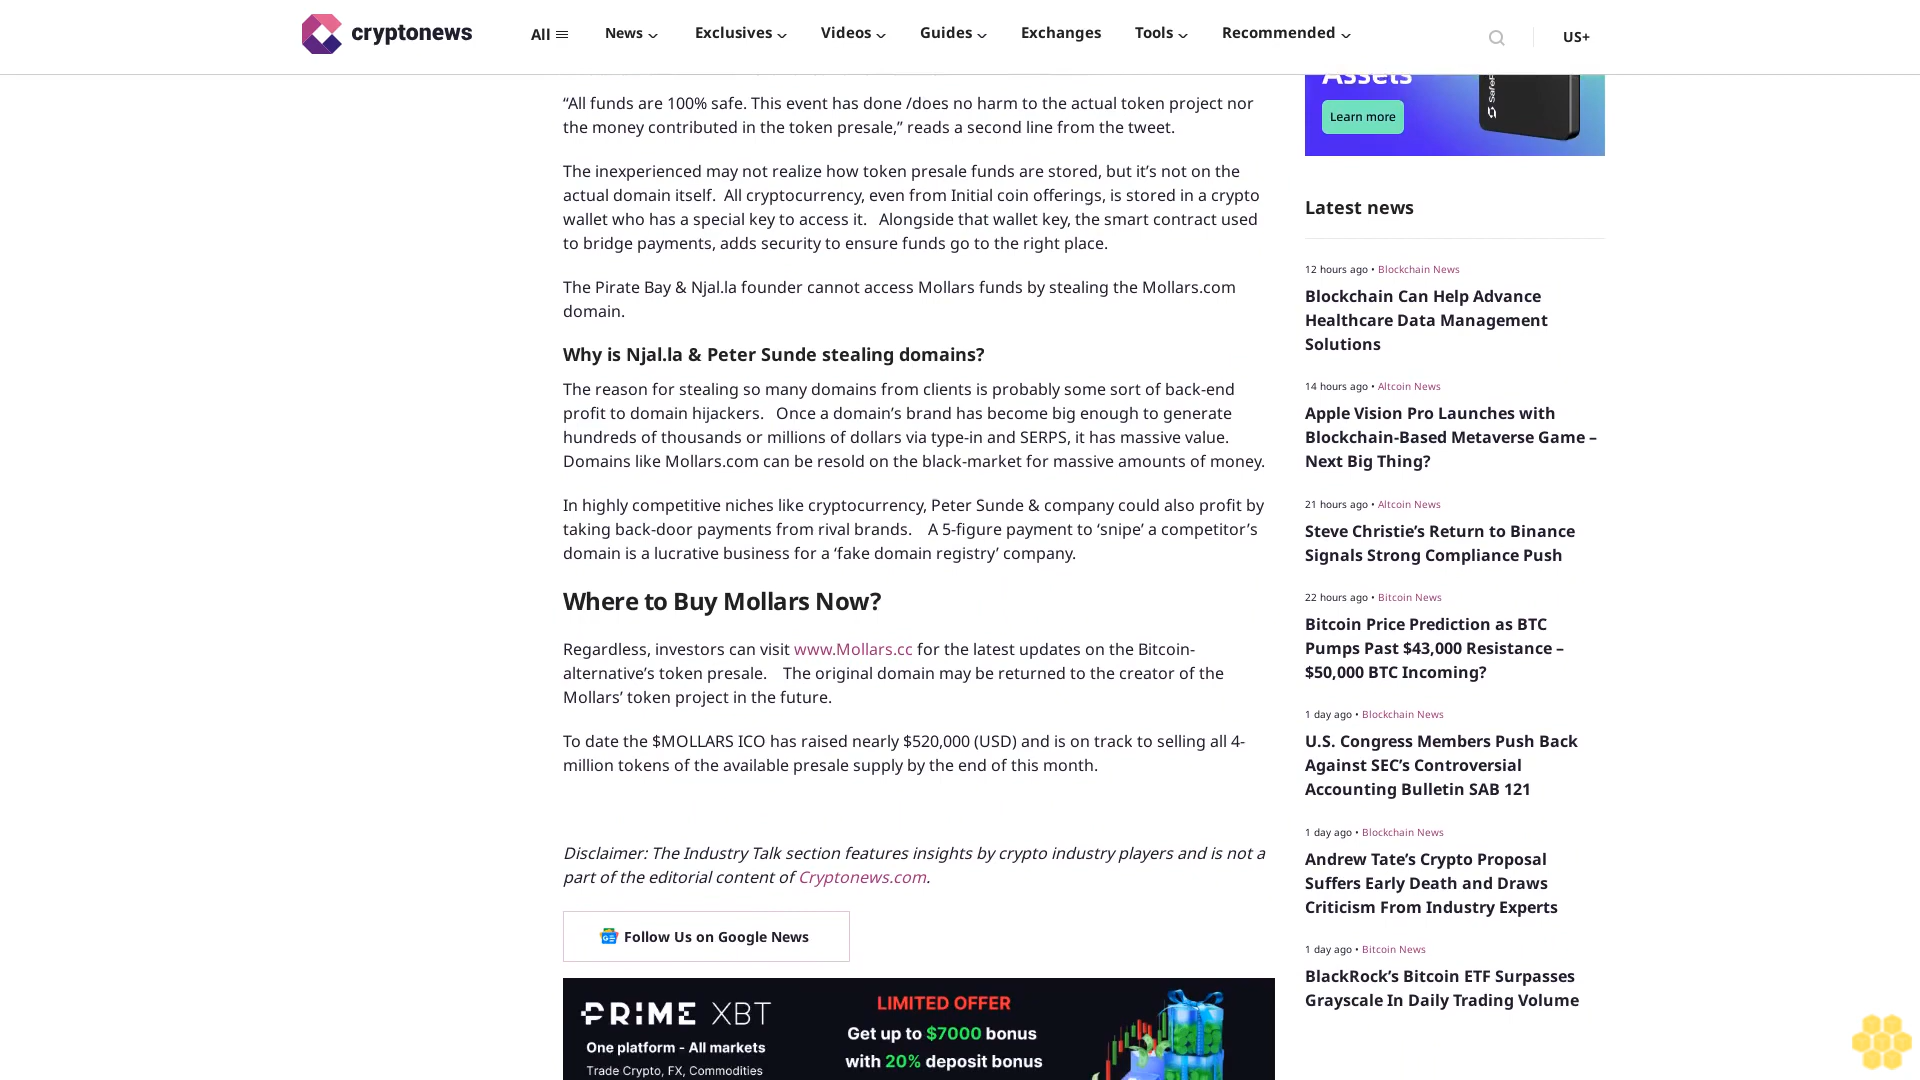 cryptonews
All
News
Exclusives
Videos
Guides
Exchanges
Tools
Recommended
US+
“All funds are 100% safe. This event has done /does no harm to the actual token project nor
the money contributed in the token presale,” reads a second line from the tweet.
The inexperienced may not realize how token presale funds are stored, but it’s not on the
actual domain itself.  All cryptocurrency, even from Initial coin offerings, is stored in a crypto
wallet who has a special key to access it.   Alongside that wallet key, the smart contract used
to bridge payments, adds security to ensure funds go to the right place.
The Pirate Bay & Njal.la founder cannot access Mollars funds by stealing the Mollars.com
domain.
Why is Njal.la & Peter Sunde stealing domains?
The reason for stealing so many domains from clients is probably some sort of back-end
profit to domain hijackers.   Once a domain’s brand has become big enough to generate
hundreds of thousands or millions of dollars via type-in and SERPS, it has massive value.
Domains like Mollars.com can be resold on the black-market for massive amounts of money.
In highly competitive niches like cryptocurrency, Peter Sunde & company could also profit by
taking back-door payments from rival brands.    A 5-figure payment to ‘snipe’ a competitor’s
domain is a lucrative business for a ‘fake domain registry’ company.
Where to Buy Mollars Now?
Regardless, investors can visit www.Mollars.cc for the latest updates on the Bitcoin-
alternative’s token presale.    The original domain may be returned to the creator of the
Mollars’ token project in the future.
To date the $MOLLARS ICO has raised nearly $520,000 (USD) and is on track to selling all 4-
million tokens of the available presale supply by the end of this month.
Disclaimer: The Industry Talk section features insights by crypto industry players and is not a
part of the editorial content of Cryptonews.com.
Follow Us on Google News
PRIME XBT
One platform - All markets
Trade Crypto, FX, Commodities
LIMITED OFFER
Get up to $7000 bonus
with 20% deposit bonus
Assets
Learn more
SafeP
Latest news
12 hours ago • Blockchain News
Blockchain Can Help Advance
Healthcare Data Management
Solutions
14 hours ago • Altcoin News
Apple Vision Pro Launches with
Blockchain-Based Metaverse Game –
Next Big Thing?
21 hours ago • Altcoin News
Steve Christie’s Return to Binance
Signals Strong Compliance Push
22 hours ago • Bitcoin News
Bitcoin Price Prediction as BTC
Pumps Past $43,000 Resistance –
$50,000 BTC Incoming?
1 day ago • Blockchain News
U.S. Congress Members Push Back
Against SEC’s Controversial
Accounting Bulletin SAB 121
1 day ago • Blockchain News
Andrew Tate’s Crypto Proposal
Suffers Early Death and Draws
Criticism From Industry Experts
1 day ago • Bitcoin News
BlackRock’s Bitcoin ETF Surpasses
Grayscale In Daily Trading Volume